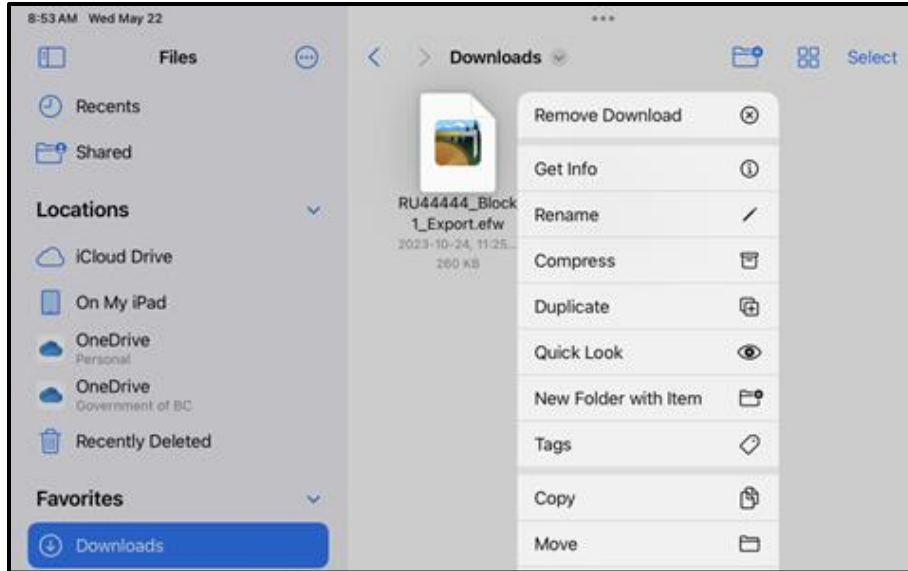 8:53 AM Wed May 22
Files
Recents
Shared
Locations
iCloud Drive
On My iPad
OneDrive
Personal
OneDrive
Government of BC
Recently Deleted
Favorites
Downloads
Downloads
Select
RU44444_Block
1_Export.efw
2023-10-24, 11:25...
260 KB
Remove Download
Get Info
Rename
Compress
Duplicate
Quick Look
New Folder with Item
Tags
Copy
Move